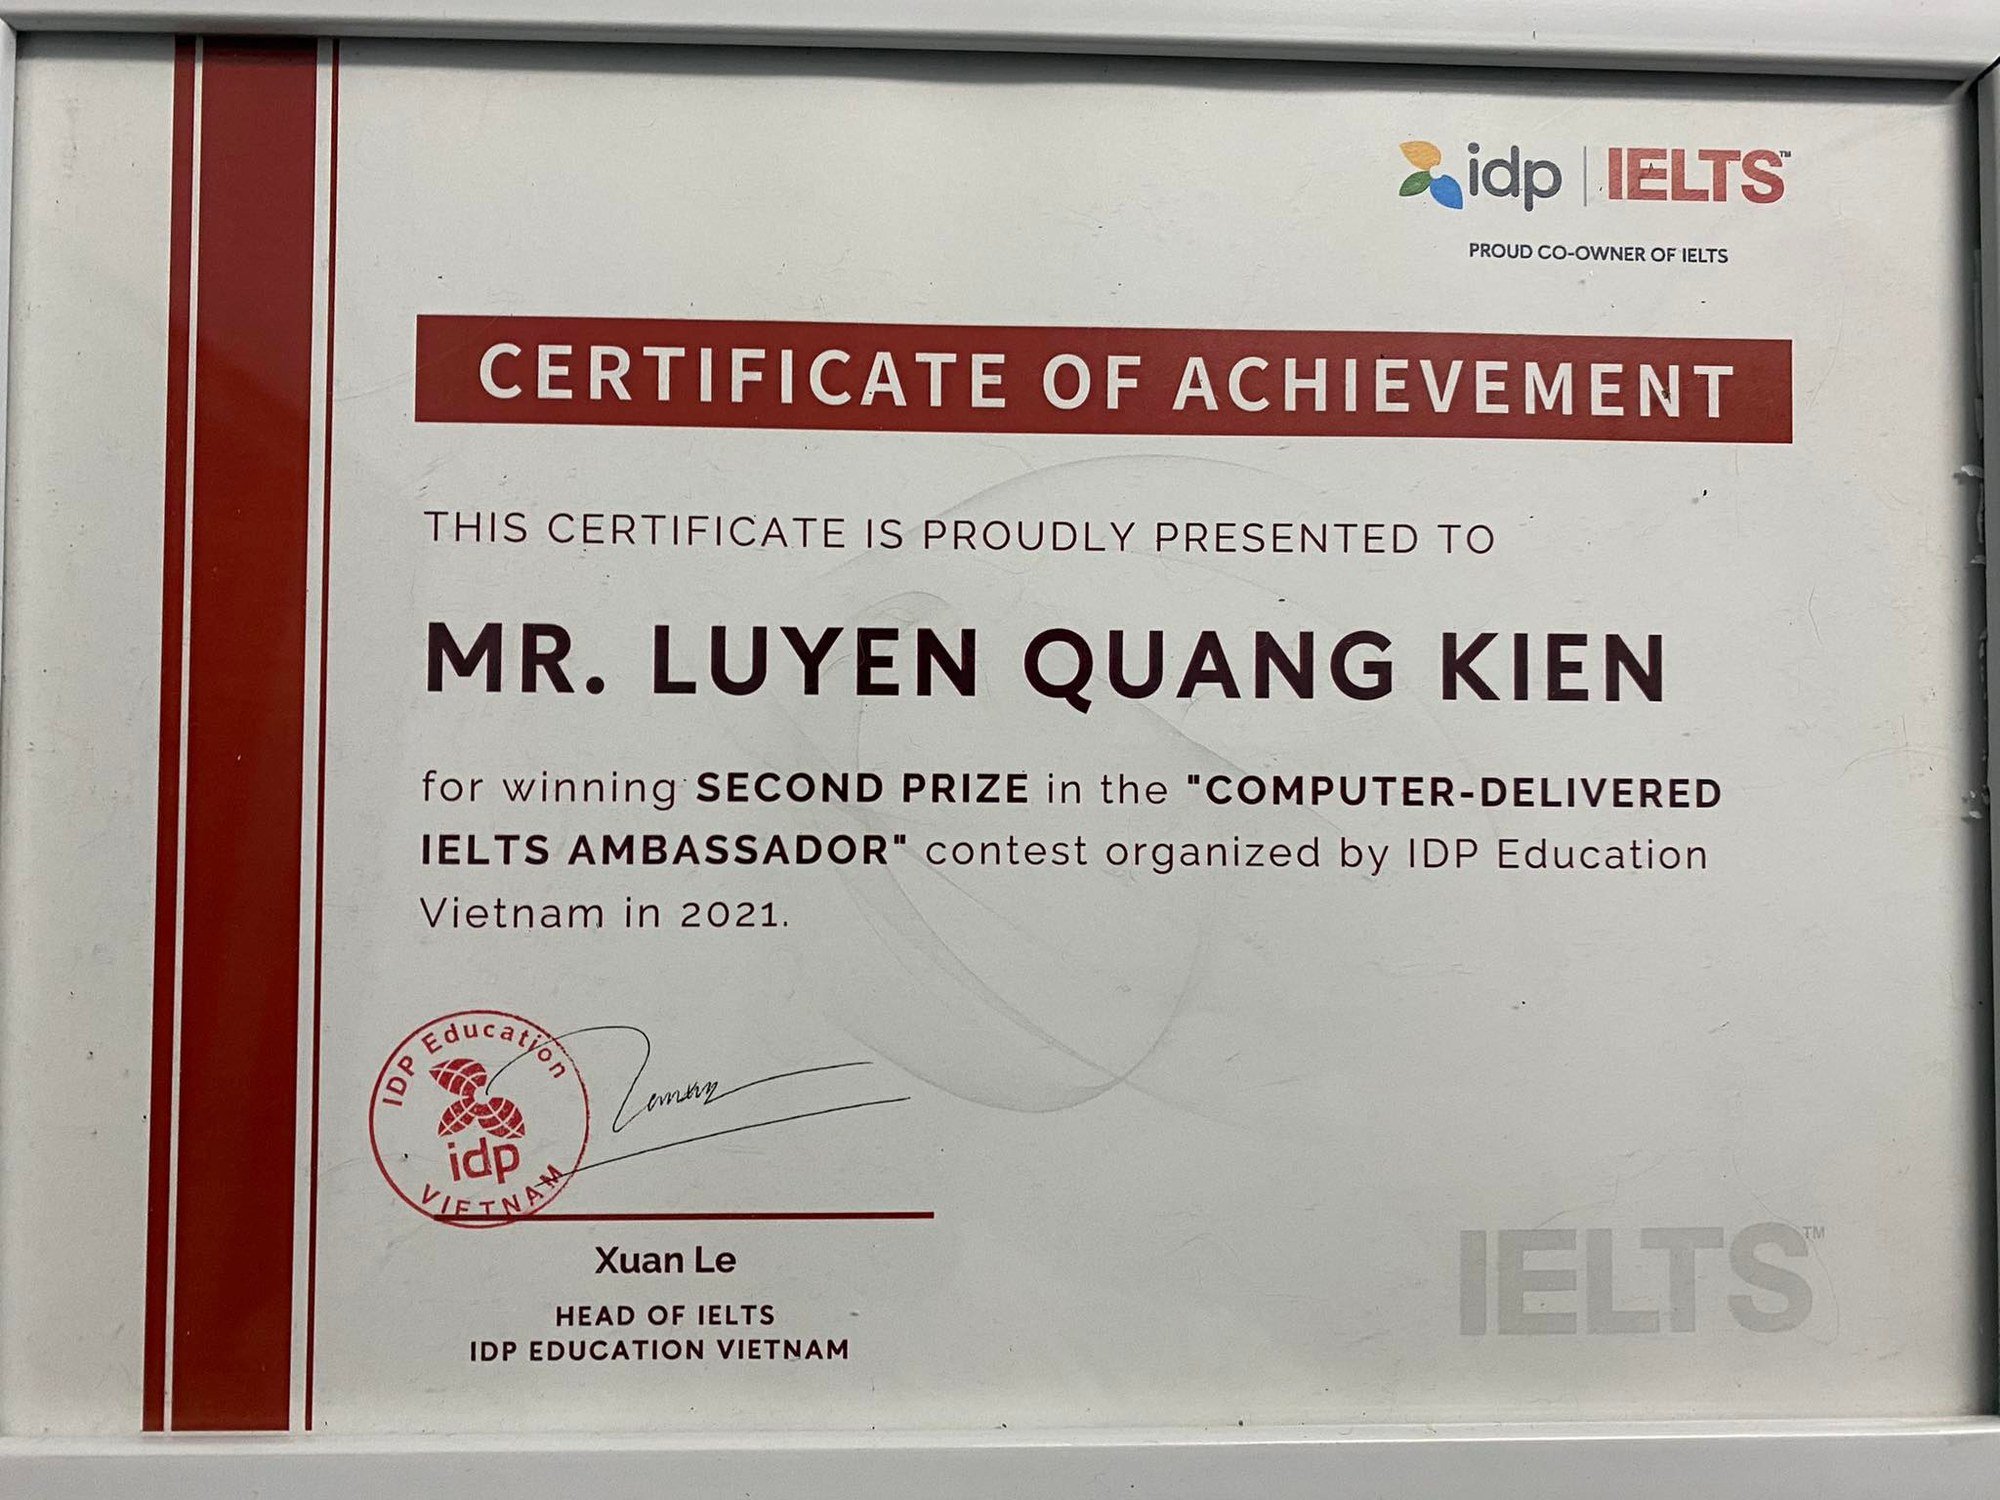 idp | IELTS™
PROUD CO-OWNER OF IELTS
CERTIFICATE OF ACHIEVEMENT
THIS CERTIFICATE IS PROUDLY PRESENTED TO
MR. LUYEN QUANG KIEN
for winning SECOND PRIZE in the "COMPUTER-DELIVERED
IELTS AMBASSADOR" contest organized by IDP Education
Vietnam in 2021.
IDP Education
idp
VIETNAM
Xuan Le
HEAD OF IELTS
IDP EDUCATION VIETNAM
IELTS™